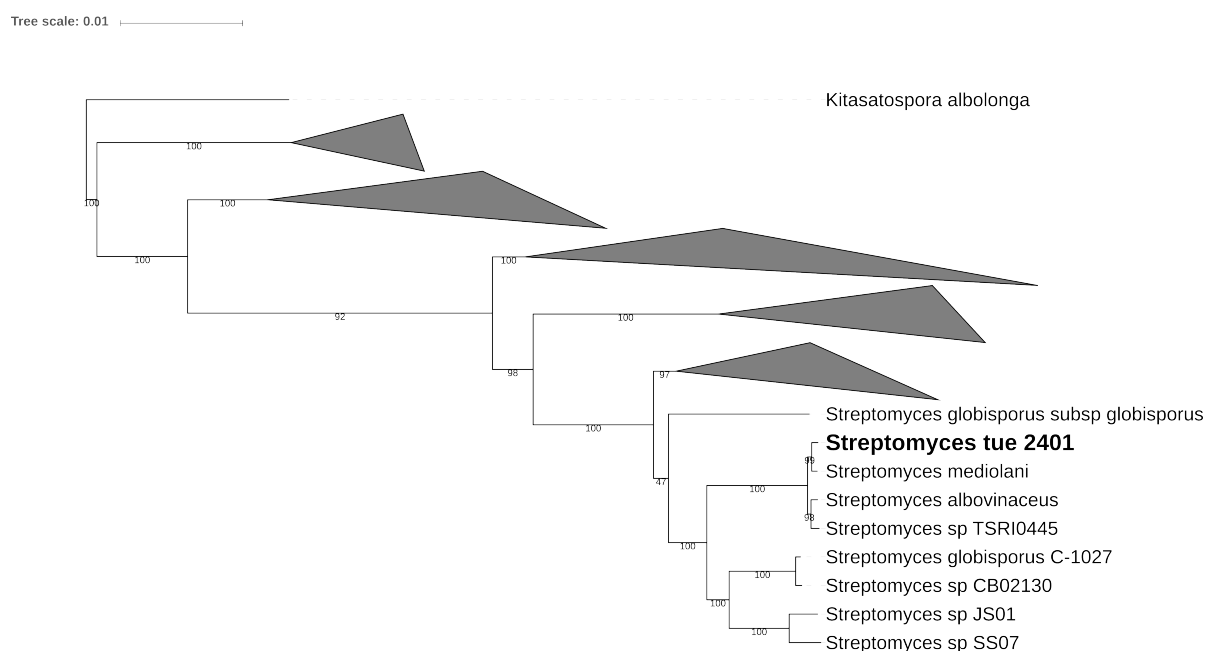 Tree scale: 0.01
Kitasatospora albolonga
100
100
100
100
100
92
100
98
97
100
Streptomyces globisporus subsp globisporus
Streptomyces tue 2401
99
Streptomyces mediolani
47
100
Streptomyces albovinaceus
98
Streptomyces sp TSRI0445
100
Streptomyces globisporus C-1027
100
Streptomyces sp CB02130
100
Streptomyces sp JS01
100
Streptomyces sp SS07